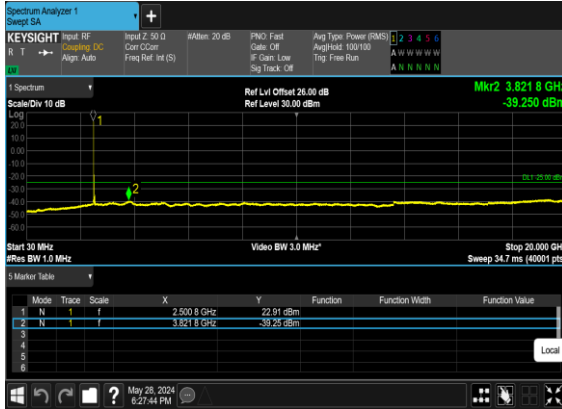 Spectrum Analyzer 1
Swept SA
KEYSIGHT Input: RF Input Z: 50 Ω #Atten: 20 dB PNO: Fast Avg Type: Power (RMS) 1 2 3 4 5 6
R T Coupling: DC Corr CCorr Gate: Off Avg|Hold: 100/100 A W W W W W
Align: Auto Freq Ref: Int (S) IF Gain: Low Trig: Free Run
Sig Track: Off A N N N N N
1 Spectrum Ref Lvl Offset 26.00 dB Mkr2 3.821 8 GHz
Scale/Div 10 dB Ref Level 30.00 dBm -39.250 dBm
Log
1
20.0
10.0
0.00
-10.0
-20.0 DL1 -25.00 dBm
-30.0 2
-40.0
-50.0
-60.0
Start 30 MHz Video BW 3.0 MHz* Stop 20.000 GHz
#Res BW 1.0 MHz Sweep 34.7 ms (40001 pts)
5 Marker Table
Mode Trace Scale X Y Function Function Width Function Value
1 N 1 f 2.500 8 GHz 22.91 dBm
2 N 1 f 3.821 8 GHz -39.25 dBm
3
4
5
6
Local
May 28, 2024
6:27:44 PM